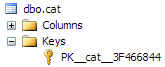 dbo.cat
Columns
Keys
PK__cat__3F466844